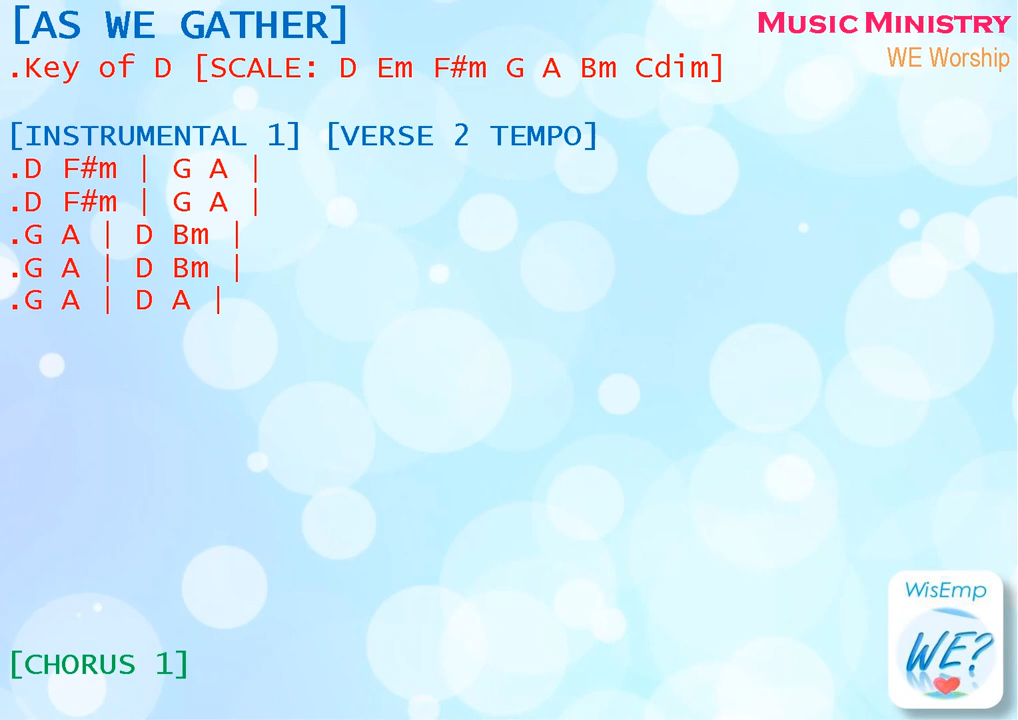 [AS WE GATHER]
MUSIC MINISTRY
WE Worship
.Key of D [SCALE: D Em F#m G A Bm Cdim]
[INSTRUMENTAL 1] [VERSE 2 TEMPO]
.D F#m | G A |
.D F#m | G A |
.G A | D Bm |
.G A | D Bm |
.G A | D A |
WisEmp
WE?
[CHORUS 1]